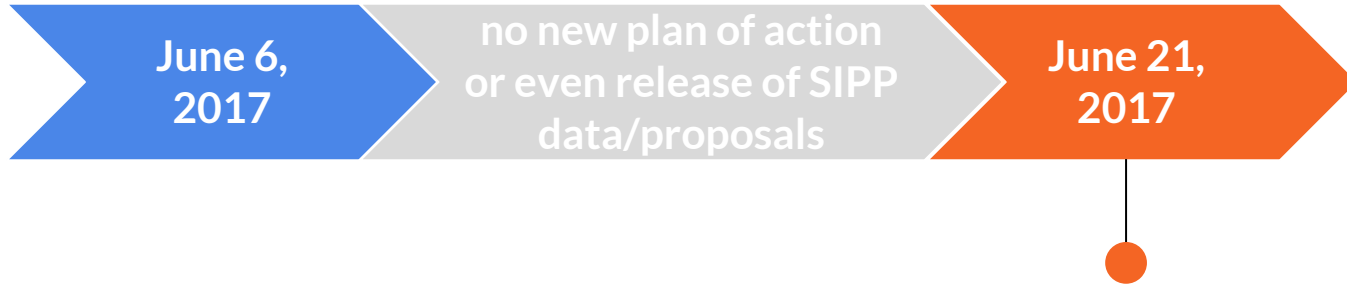 June 6,
2017
no new plan of action
or even release of SIPP
data/proposals
June 21,
2017